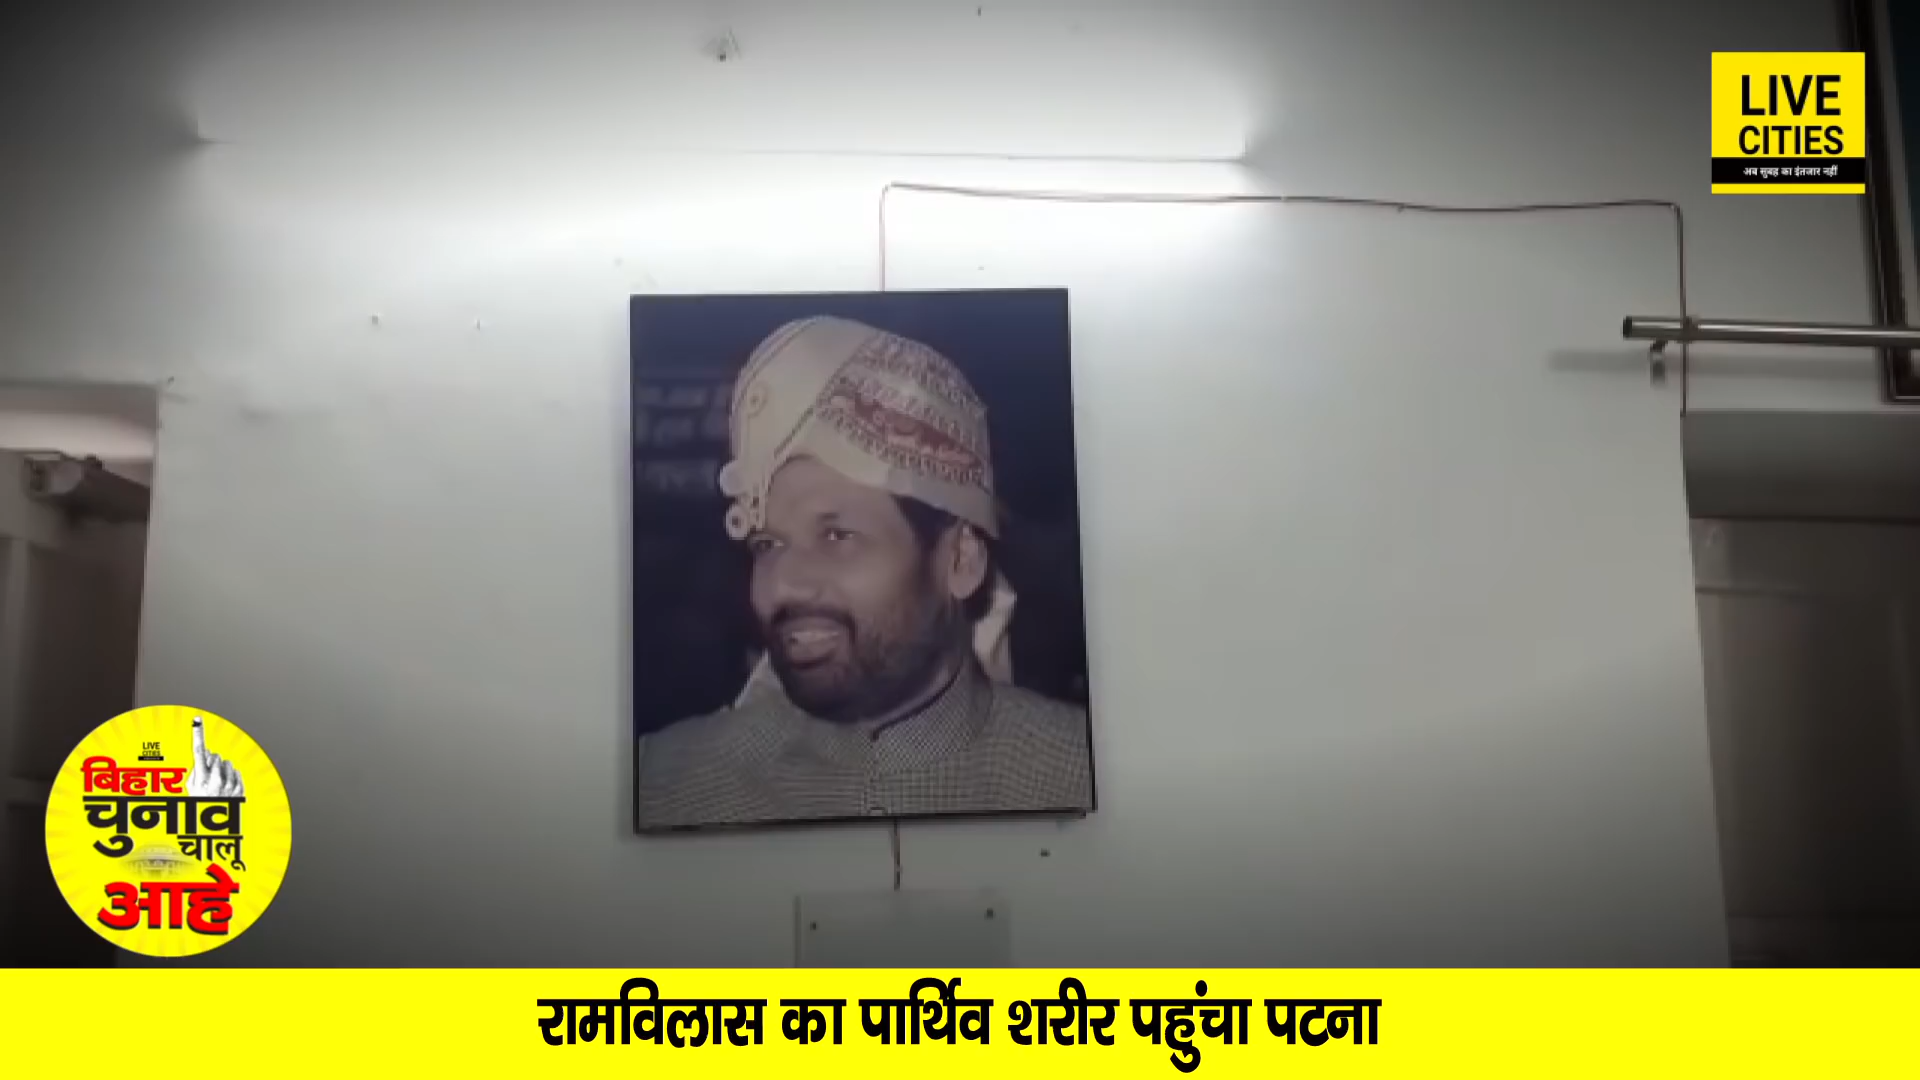 LIVE
CITIES
अब सुबह का इंतजार नहीं
LIVE
CITIES
बिहार
चुनाव
चालू
आहे
रामविलास का पार्थिव शरीर पहुंचा पटना